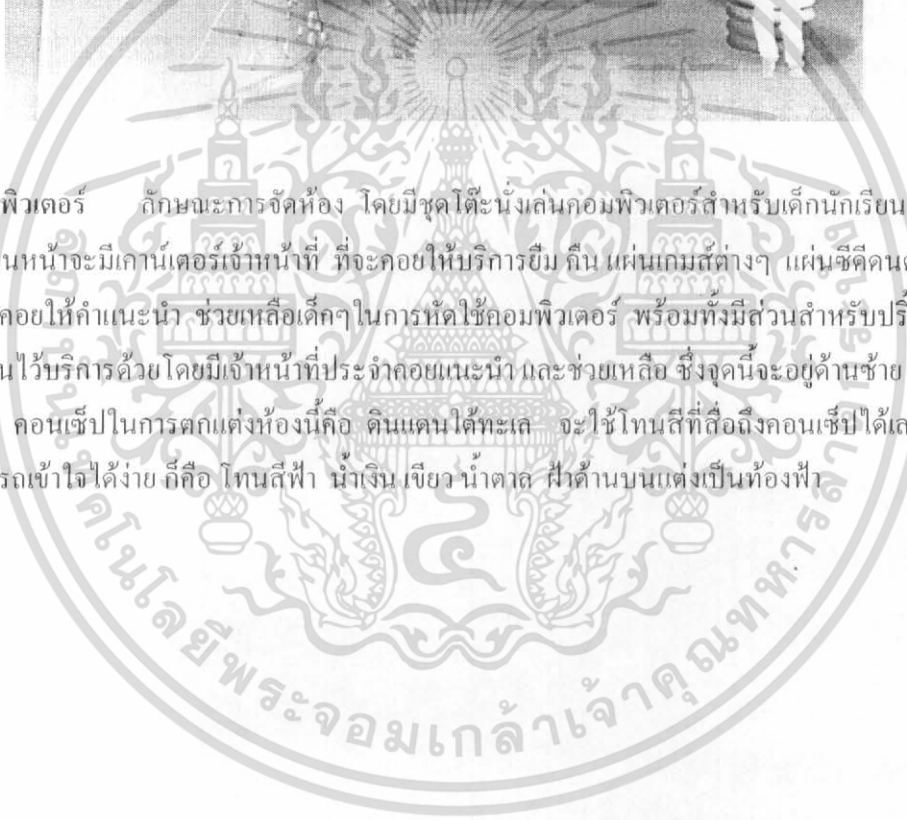 พิวเตอร์ ลักษณะการจัดห้อง โดยมีชุดโต๊ะนั่งเล่นคอมพิวเตอร์สำหรับเด็กนักเรียน
นหน้าจะมีเคาน์เตอร์เจ้าหน้าที่ ที่จะคอยให้บริการยืม คืน แผ่นเกมส์ต่างๆ แผ่นซีดีดนต
คอยให้คำแนะนำ ช่วยเหลือเด็กๆในการหัดใช้คอมพิวเตอร์ พร้อมทั้งมีส่วนสำหรับปริ้
นไว้บริการด้วยโดยมีเจ้าหน้าที่ประจำคอยแนะนำ และช่วยเหลือ ซึ่งจุดนี้จะอยู่ด้านซ้าย
คอนเซ็ปในการตกแต่งห้องนี้คือ ดินแดนใต้ทะเล จะใช้โทนสีที่สื่อถึงคอนเซ็ปได้เล
รถเข้าใจได้ง่าย ก็คือ โทนสีฟ้า น้ำเงิน เขียว น้ำตาล ฝ้าด้านบนแต่งเป็นท้องฟ้า
คโนโลยีพระจอมเกล้าเจ้าคุณทหารลา